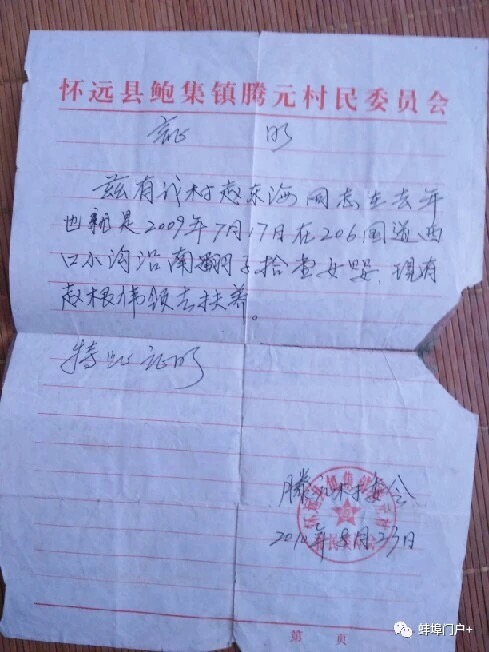 怀远县鲍集镇腾元村民委员会
证 明
兹有我村赵东海同志在去年
也就是2009年7月17日在206国道西
口小沟沿南 拾 女婴,现有
赵根伟领去扶养。
特此证明
腾元村委会
2010年8月23日
第 页
蚌埠门户+